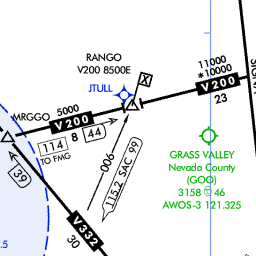 RANGO
V200 8500E
X
JTULL
11000
*10000
V200
23
MRGGO
5000
V200
8
44
114
TO FMG
GRASS VALLEY
Nevada County
(GOO)
3158 46
AWOS-3 121.325
006
115.2 SAC 99
39
V332
30
.5